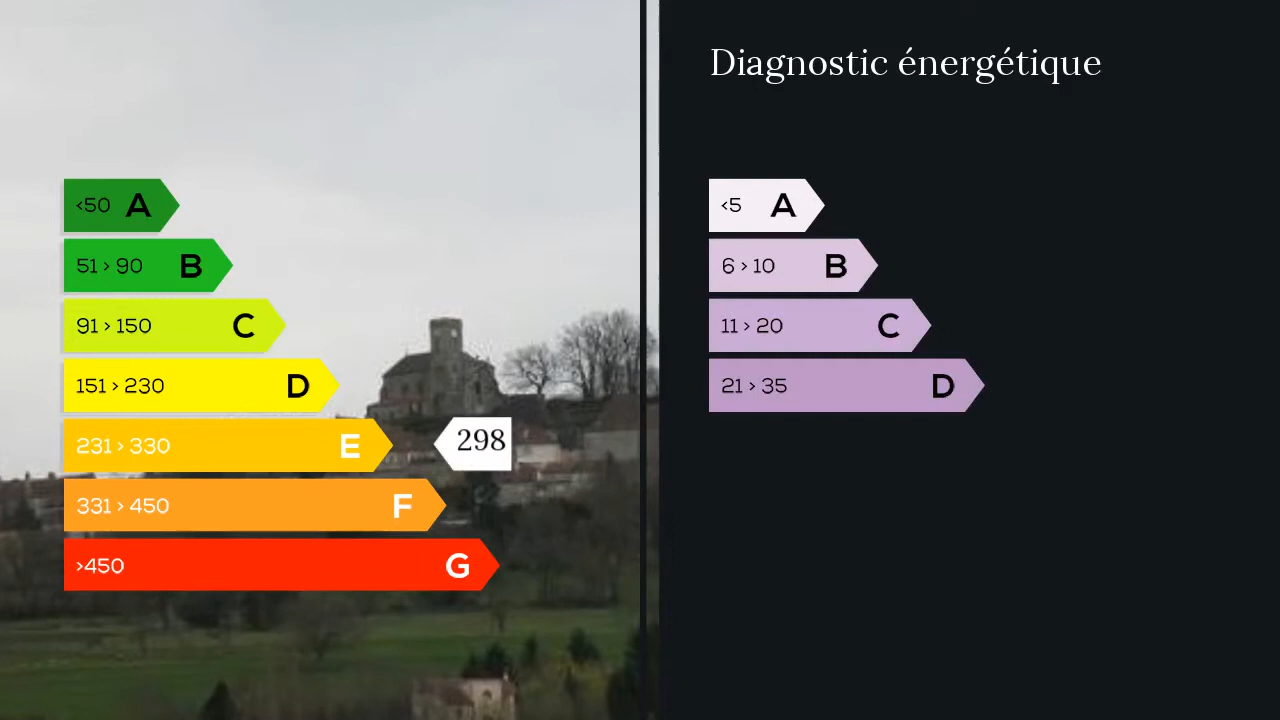 Diagnostic énergétique
<50 A
51 > 90 B
91 > 150 C
151 > 230 D
231 > 330 E
298
331 > 450 F
>450 G
<5 A
6 > 10 B
11 > 20 C
21 > 35 D